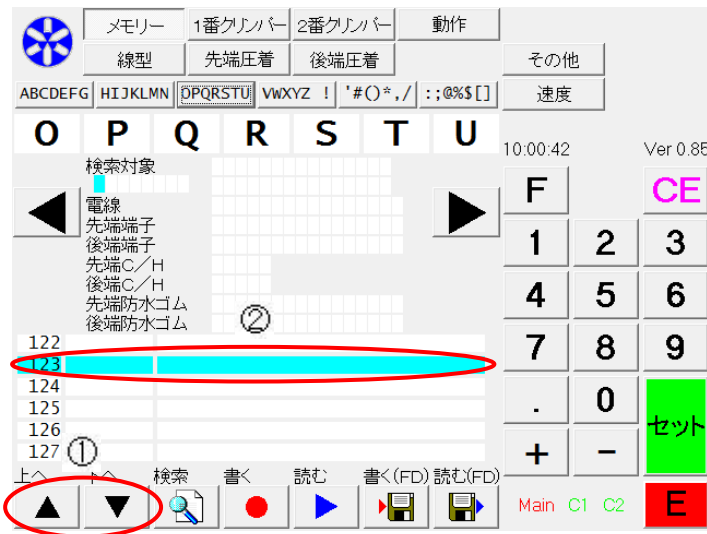 メモリー 1番クリンパー 2番クリンパー 動作
線型 先端圧着 後端圧着 その他
ABCDEFG HIJKLMN OPQRSTU VWXYZ ! '#()*,/ :;@%$[] 速度
O P Q R S T U
10:00:42 Ver 0.85
検索対象
F CE
電線
先端端子
後端端子
1 2 3
先端C/H
後端C/H
先端防水ゴム
後端防水ゴム
4 5 6
②
122
123
7 8 9
124
125
. 0 セット
126
127
①
+ -
上へ 下へ 検索 書く 読む 書く(FD) 読む(FD)
Main C1 C2 E